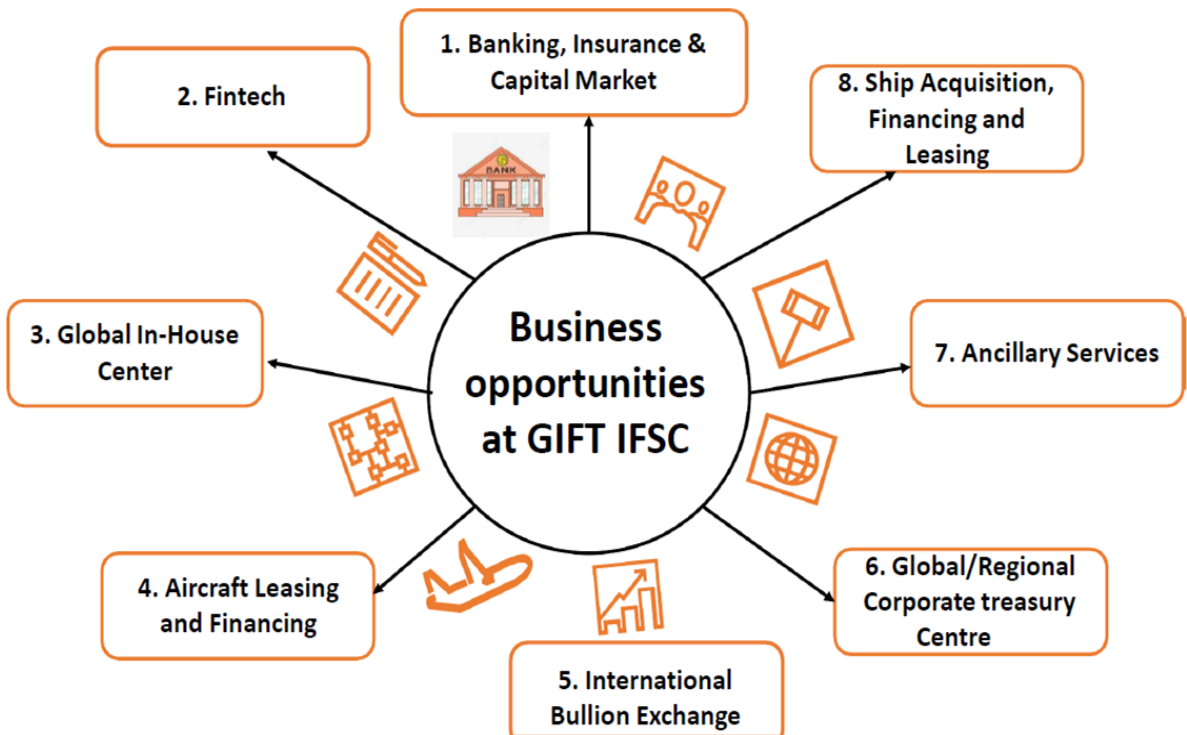 1. Banking, Insurance &
Capital Market
2. Fintech
8. Ship Acquisition,
Financing and
Leasing
BANK
3. Global In-House
Center
Business
opportunities
at GIFT IFSC
7. Ancillary Services
4. Aircraft Leasing
and Financing
6. Global/Regional
Corporate treasury
Centre
5. International
Bullion Exchange